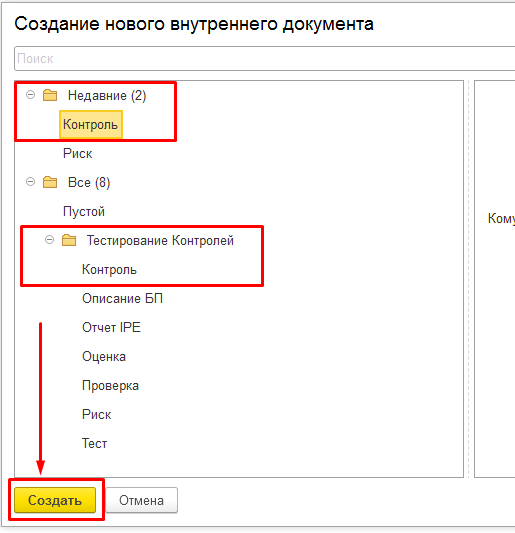 Создание нового внутреннего документа
Поиск
Недавние (2)
Контроль
Риск
Все (8)
Пустой
Кому
Тестирование Контролей
Контроль
Описание БП
Отчет IPE
Оценка
Проверка
Риск
Тест
Создать
Отмена